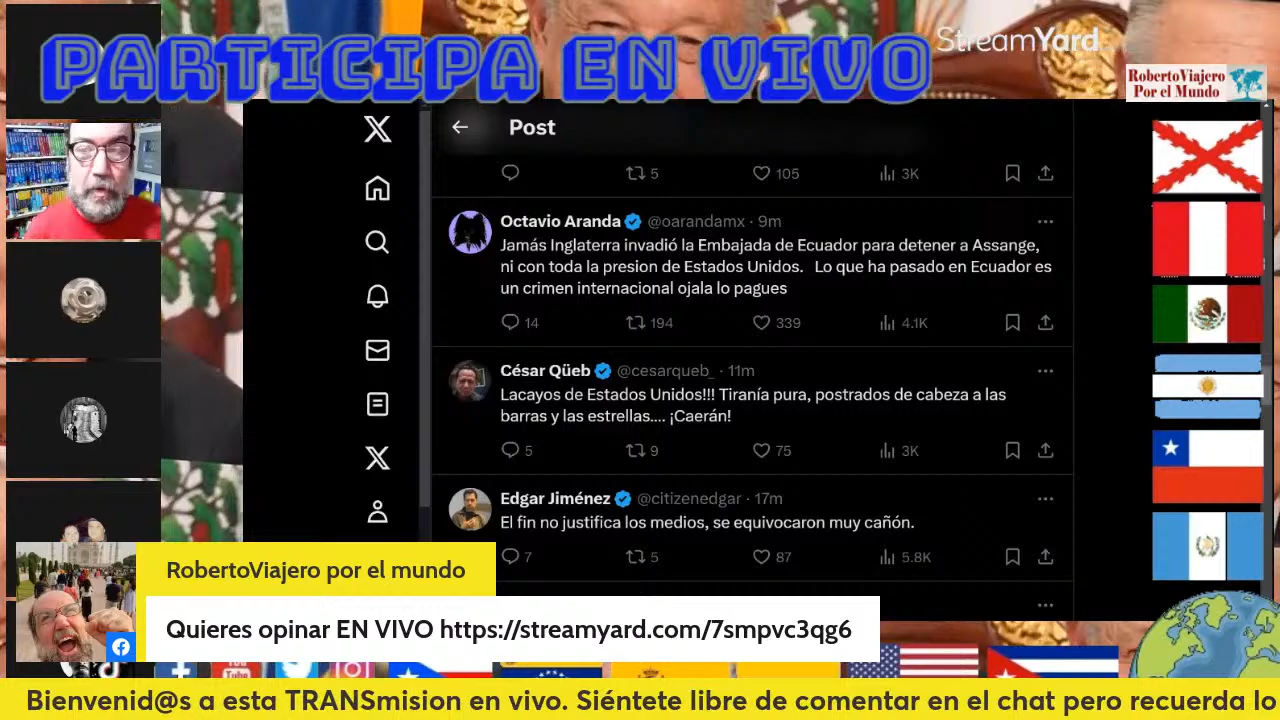 PARTICIPA EN VIVO
StreamYard
RobertoViajero
Por el Mundo
Post
5
105
3K
Octavio Aranda @oarandamx · 9m
Jamás Inglaterra invadió la Embajada de Ecuador para detener a Assange,
ni con toda la presion de Estados Unidos. Lo que ha pasado en Ecuador es
un crimen internacional ojala lo pagues
14
194
339
4.1K
César Qüeb @cesarqueb_ · 11m
Lacayos de Estados Unidos!!! Tiranía pura, postrados de cabeza a las
barras y las estrellas.... ¡Caerán!
5
9
75
3K
Edgar Jiménez @citizenedgar · 17m
El fin no justifica los medios, se equivocaron muy cañón.
7
5
87
5.8K
RobertoViajero por el mundo
Quieres opinar EN VIVO https://streamyard.com/7smpvc3qg6
You
Bienvenid@s a esta TRANSmision en vivo. Siéntete libre de comentar en el chat pero recuerda lo